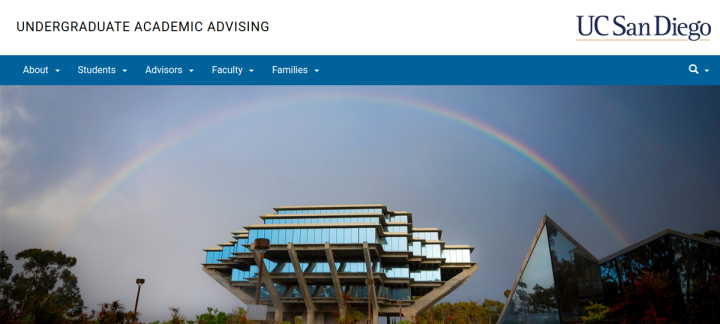 UNDERGRADUATE ACADEMIC ADVISING
UC San Diego
About
Students
Advisors
Faculty
Families